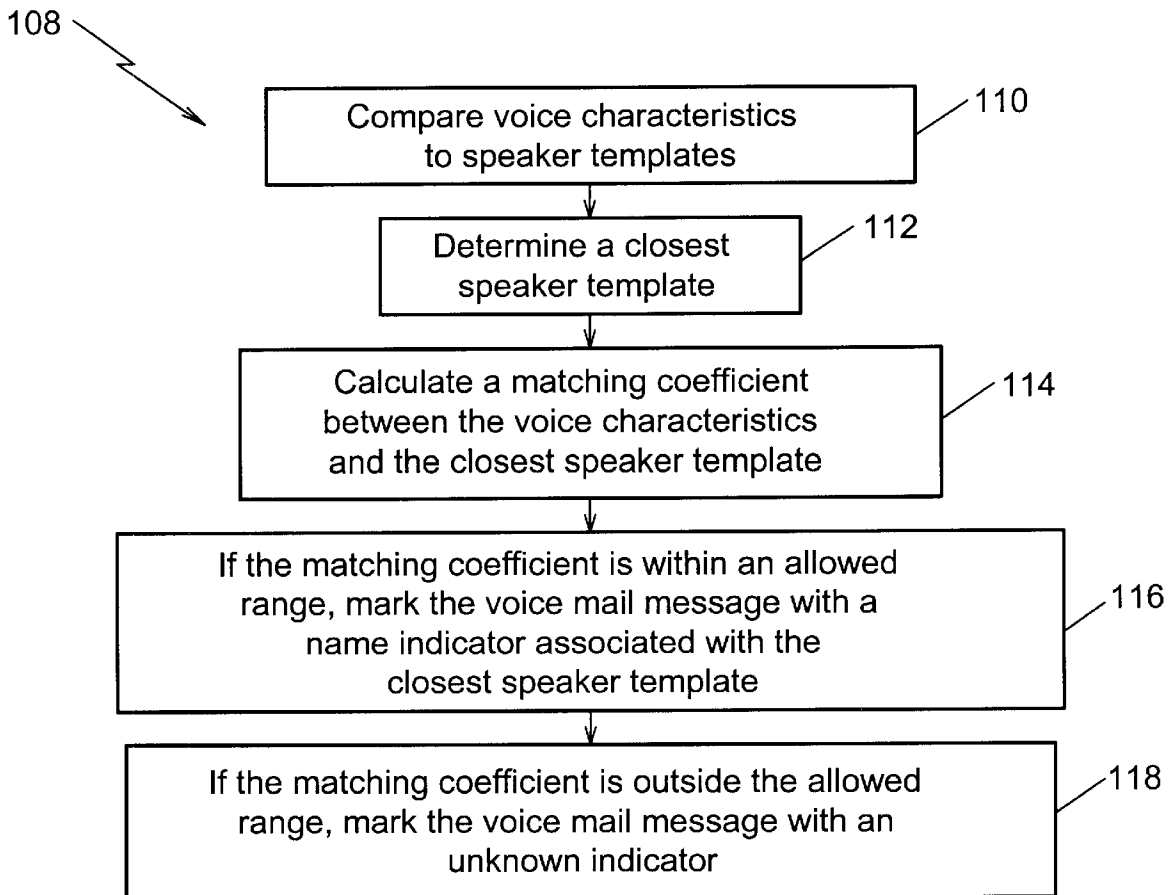 108
Compare voice characteristics
to speaker templates
110
Determine a closest
speaker template
112
Calculate a matching coefficient
between the voice characteristics
and the closest speaker template
114
If the matching coefficient is within an allowed
range, mark the voice mail message with a
name indicator associated with the
closest speaker template
116
If the matching coefficient is outside the allowed
range, mark the voice mail message with an
unknown indicator
118